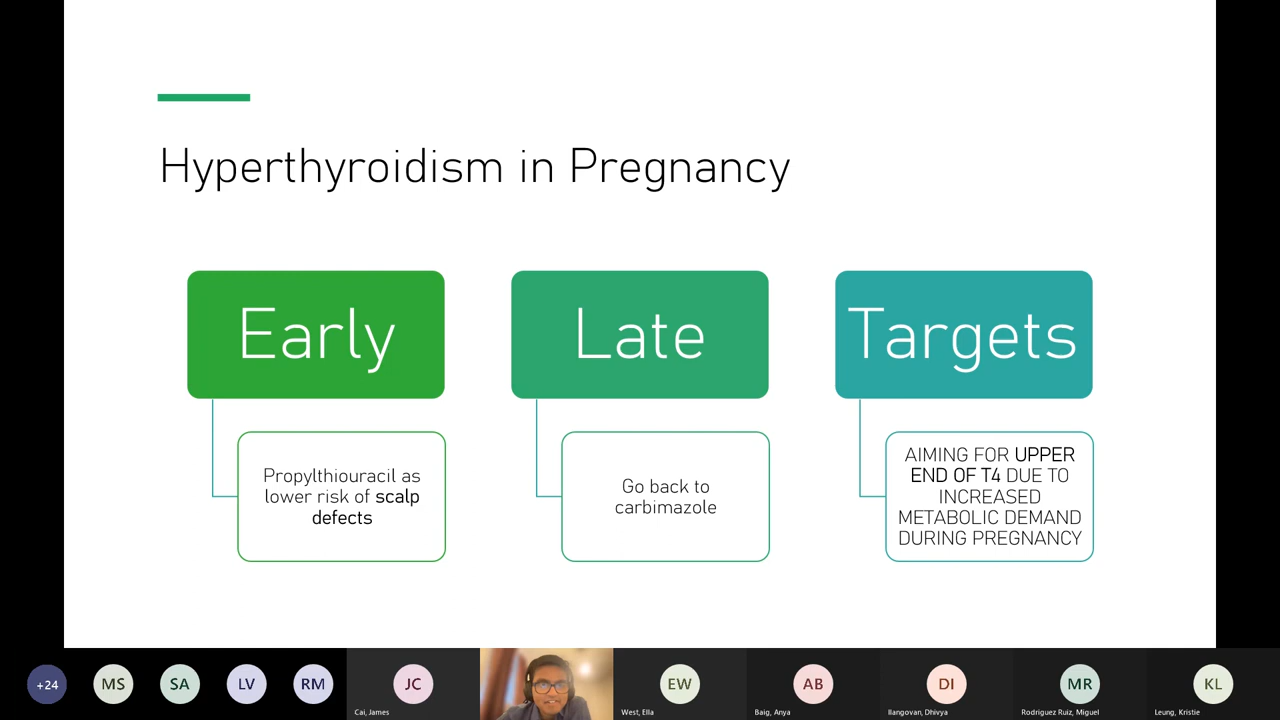 Hyperthyroidism in Pregnancy
Early
Late
Targets
Propylthiouracil as
lower risk of scalp
defects
Go back to
carbimazole
AIMING FOR UPPER
END OF T4 DUE TO
INCREASED
METABOLIC DEMAND
DURING PREGNANCY
+24
MS
SA
LV
RM
JC
EW
AB
DI
MR
KL
Cai, James
West, Ella
Baig, Anya
Ilangovan, Dhivya
Rodriguez Ruiz, Miguel
Leung, Kristie